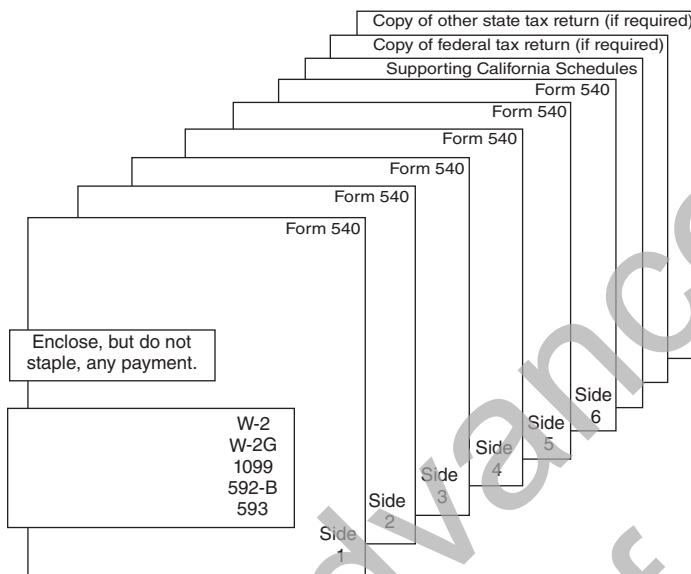 Copy of other state tax return (if required)
Copy of federal tax return (if required)
Supporting California Schedules
Form 540
Form 540
Form 540
Form 540
Form 540
Form 540
Enclose, but do not
staple, any payment.
W-2
W-2G
1099
592-B
593
Side
6
Side
5
Side
4
Side
3
Side
2
Side
1